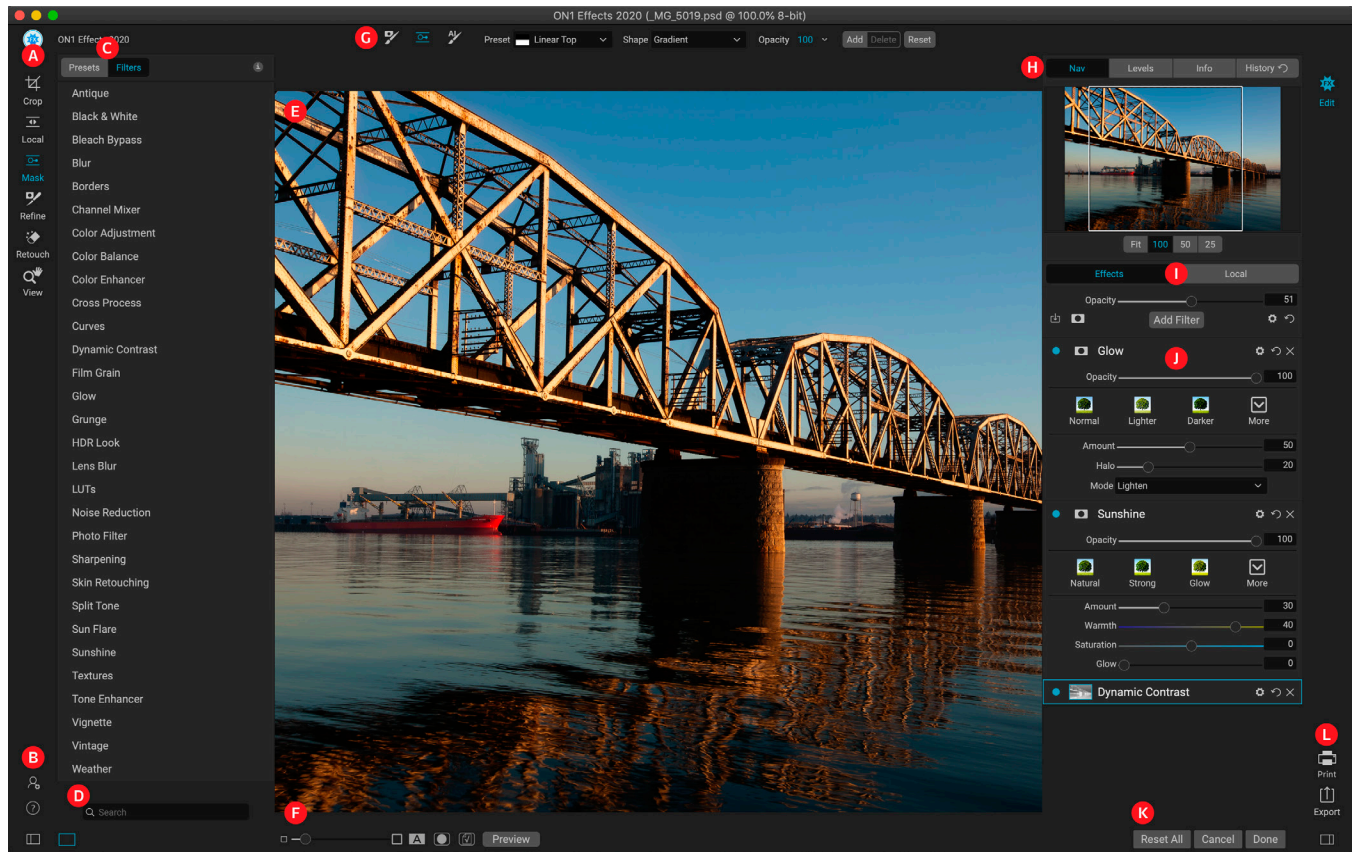 ON1 Effects 2020 (_MG_5019.psd @ 100.0% 8-bit)
A
ON1 Effects 2020
C
G
AI
Preset Linear Top
Shape Gradient
Opacity 100
Add Delete Reset
Presets Filters
H
Nav Levels Info History
Edit
Crop
Local
Mask
Refine
Retouch
View
Antique
Black & White
Bleach Bypass
Blur
Borders
Channel Mixer
Color Adjustment
Color Balance
Color Enhancer
Cross Process
Curves
Dynamic Contrast
Film Grain
Glow
Grunge
HDR Look
Lens Blur
LUTs
Noise Reduction
Photo Filter
Sharpening
Skin Retouching
Split Tone
Sun Flare
Sunshine
Textures
Tone Enhancer
Vignette
Vintage
Weather
B
?
D
Search
E
F
A
Preview
Fit 100 50 25
Effects I Local
Opacity 51
Add Filter
Glow
J
Opacity 100
Normal Lighter Darker More
Amount 50
Halo 20
Mode Lighten
Sunshine
Opacity 100
Natural Strong Glow More
Amount 30
Warmth 40
Saturation 0
Glow 0
Dynamic Contrast
L
Print
Export
K
Reset All Cancel Done